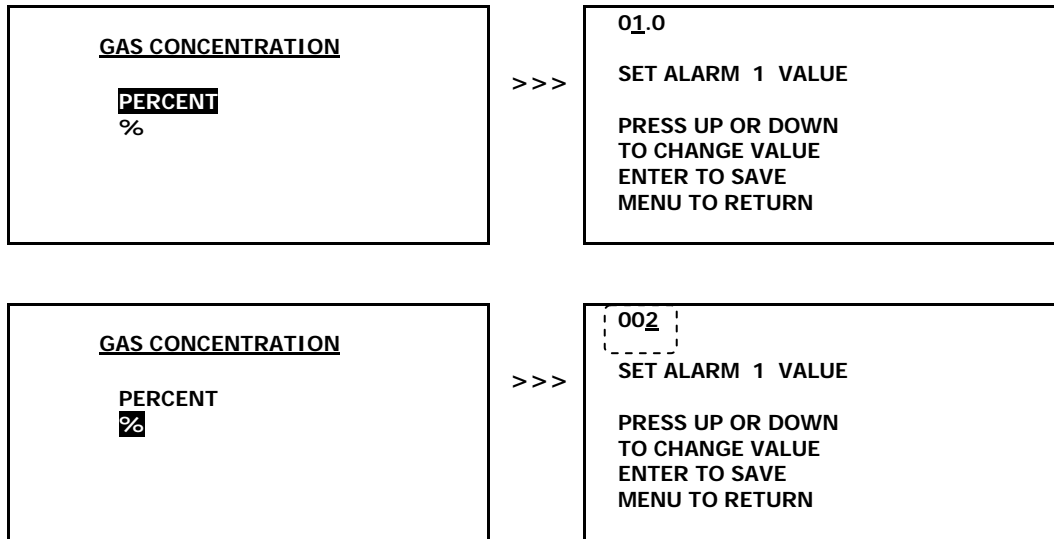 GAS CONCENTRATION
PERCENT
%
>>>
01.0
SET ALARM 1 VALUE
PRESS UP OR DOWN
TO CHANGE VALUE
ENTER TO SAVE
MENU TO RETURN
GAS CONCENTRATION
PERCENT
%
>>>
002
SET ALARM 1 VALUE
PRESS UP OR DOWN
TO CHANGE VALUE
ENTER TO SAVE
MENU TO RETURN